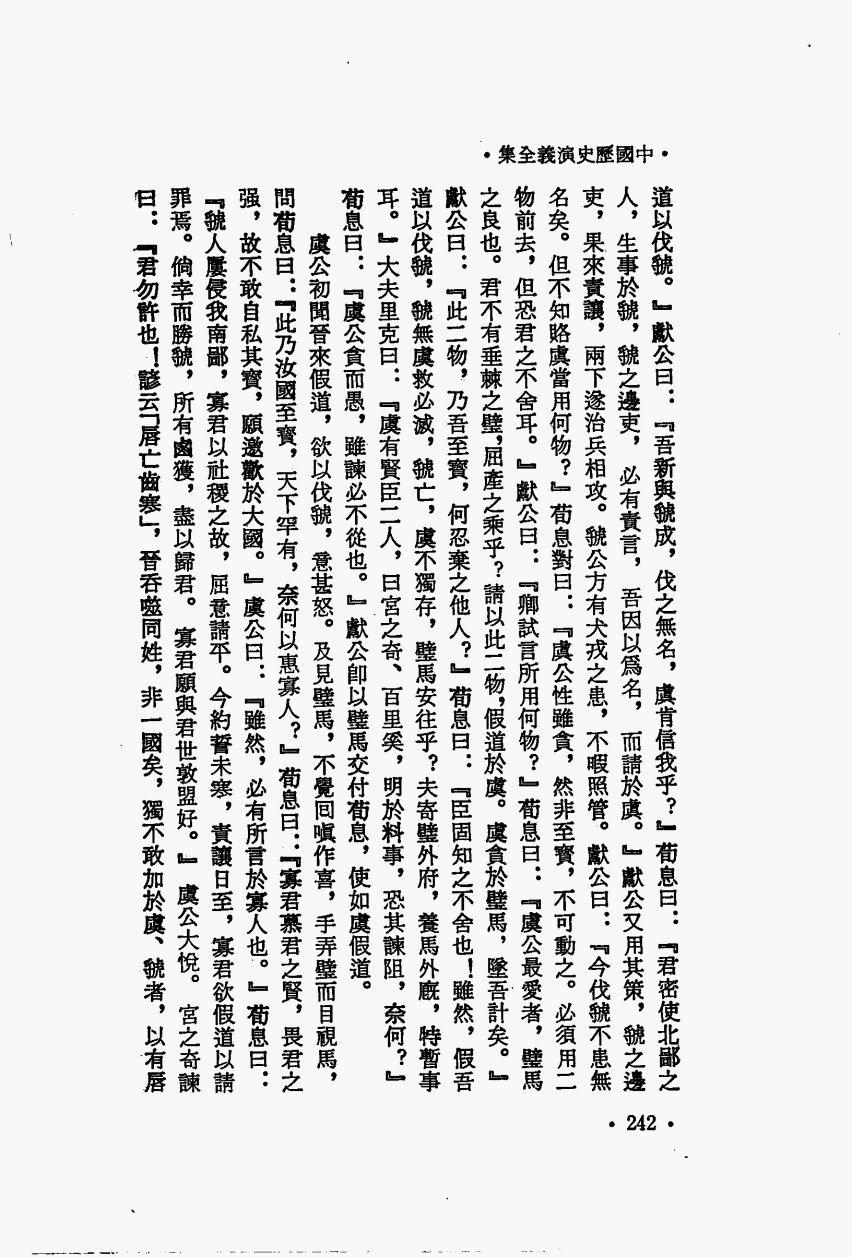 •中國歷史演義全集•
道以伐虢。』獻公曰：『吾新與虢成，伐之無名，虞肯信我乎？』荀息曰：『君密使北鄙之
人，生事於虢，虢之邊吏，必有責言，吾因以爲名，而請於虞。』獻公又用其策，虢之邊
吏，果來責讓，兩下遂治兵相攻。虢公方有犬戎之患，不暇照管。獻公曰：『今伐虢不患無
名矣。但不知賂虞當用何物？』荀息對曰：『虞公性雖貪，然非至寶，不可動之。必須用二
物前去，但恐君之不舍耳。』獻公曰：『卿試言所用何物？』荀息曰：『虞公最愛者，璧馬
之良也。君不有垂棘之璧，屈產之乘乎？請以此二物，假道於虞。虞貪於璧馬，墜吾計矣。』
獻公曰：『此二物，乃吾至寶，何忍棄之他人？』荀息曰：『臣固知之不舍也！雖然，假吾
道以伐虢，虢無虞救必滅，虢亡，虞不獨存，璧馬安往乎？夫寄璧外府，養馬外廄，特暫事
耳。』大夫里克曰：『虞有賢臣二人，曰宮之奇、百里奚，明於料事，恐其諫阻，奈何？』
荀息曰：『虞公貪而愚，雖諫必不從也。』獻公卽以璧馬交付荀息，使如虞假道。
虞公初聞晉來假道，欲以伐虢，意甚怒。及見璧馬，不覺回嗔作喜，手弄璧而目視馬，
問荀息曰：『此乃汝國至寶，天下罕有，奈何以惠寡人？』荀息曰：『寡君慕君之賢，畏君之
强，故不敢自私其寶，願邀歡於大國。』虞公曰：『雖然，必有所言於寡人也。』荀息曰：
『虢人屢侵我南鄙，寡君以社稷之故，屈意請平。今約誓未寒，責讓日至，寡君欲假道以請
罪焉。倘幸而勝虢，所有鹵獲，盡以歸君。寡君願與君世敦盟好。』虞公大悅。宮之奇諫
曰：『君勿許也！諺云「唇亡齒寒」，晉吞噬同姓，非一國矣，獨不敢加於虞、虢者，以有唇
•242•